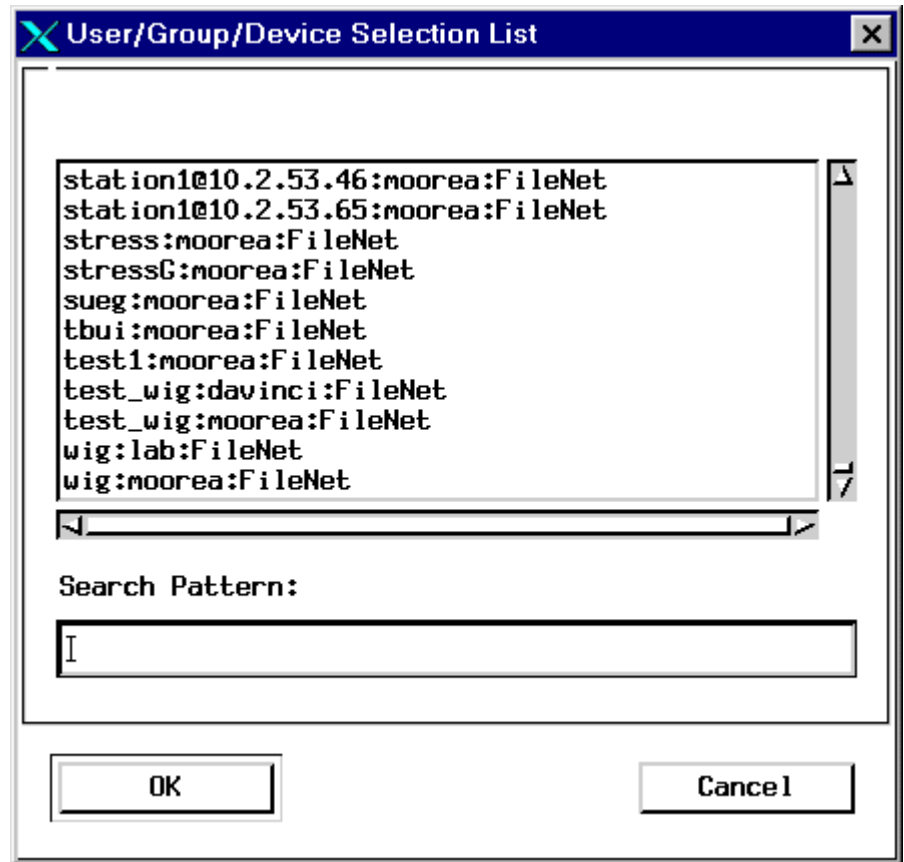 User/Group/Device Selection List
station1@10.2.53.46:moorea:FileNet
station1@10.2.53.65:moorea:FileNet
stress:moorea:FileNet
stressG:moorea:FileNet
sueg:moorea:FileNet
tbui:moorea:FileNet
test1:moorea:FileNet
test_wig:davinci:FileNet
test_wig:moorea:FileNet
wig:lab:FileNet
wig:moorea:FileNet
Search Pattern:
OK Cancel